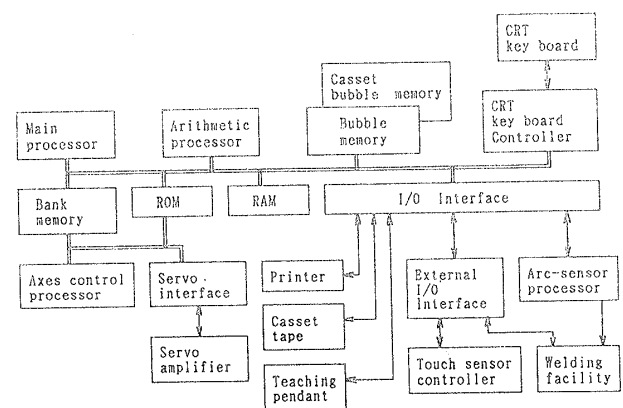 CRT
key board
Casset
bubble memory
Main
processor
Arithmetic
processor
Bubble
memory
CRT
key board
Controller
Bank
memory
ROM
RAM
I/O Interface
Axes control
processor
Servo
interface
Printer
External
I/O
Interface
Arc-sensor
processor
Casset
tape
Servo
amplifier
Teaching
pendant
Touch sensor
controller
Welding
facility